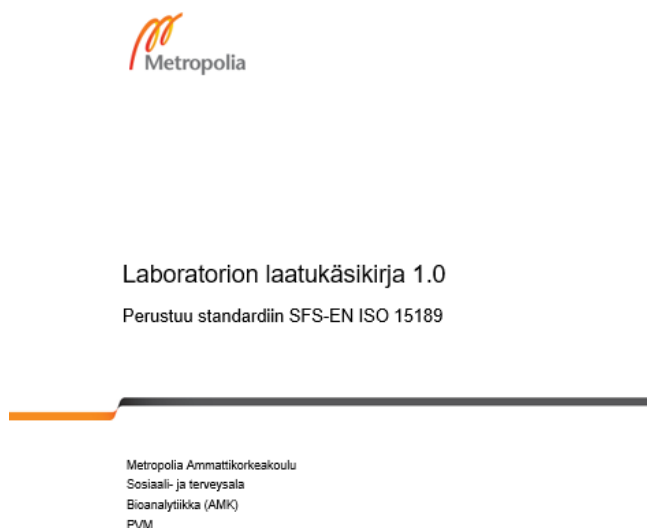 Metropolia
Laboratorion laatukäsikirja 1.0
Perustuu standardiin SFS-EN ISO 15189
Metropolia Ammattikorkeakoulu
Sosiaali- ja terveysala
Bioanalytiikka (AMK)
PVM